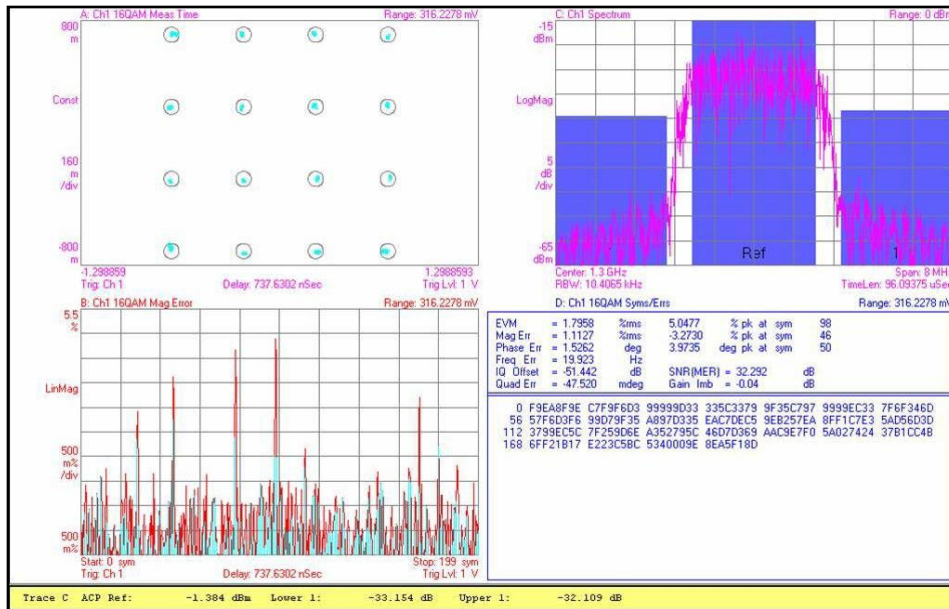 A: Ch1 16QAM Meas Time Range: 316.2278 mV
800
m
Const
160
m
/div
-800
m
-1.298859 1.2988593
Trig: Ch 1 Delay: 737.6302 nSec Trig Lvl: 1 V
C: Ch1 Spectrum Range: 0 dBm
-15
dBm
LogMag
5
dB
/div
-65
dBm
Ref
1
Center: 1.3 GHz Span: 8 MH
RBW: 10.4065 kHz TimeLen: 96.09375 uSec
B: Ch1 16QAM Mag Error Range: 316.2278 mV
5.5
%
LinMag
500
m%
/div
500
m%
Start: 0 sym Stop: 199 sym
Trig: Ch 1 Delay: 737.6302 nSec Trig Lvl: 1 V
D: Ch1 16QAM Syms/Errs Range: 316.2278 mV
EVM = 1.7958 %rms 5.0477 % pk at sym 98
Mag Err = 1.1127 %rms -3.2730 % pk at sym 46
Phase Err = 1.5262 deg 3.9735 deg pk at sym 50
Freq Err = 19.923 Hz
IQ Offset = -51.442 dB SNR(MER) = 32.292 dB
Quad Err = -47.520 mdeg Gain Imb = -0.04 dB
0 F9EA8F9E C7F9F6D3 99999D33 335C3379 9F35C797 9999EC33 7F6F346D
56 57F6D3F6 99D79F35 A897D335 EAC7DEC5 9EB257EA 8FF1C7E3 5AD56D3D
112 3799EC5C 7F259D6E A352795C 46D7D369 AAC9E7F0 5A027424 37B1CC4B
168 6FF21B17 E223C5BC 5340009E 8EA5F18D
Trace C ACP Ref: -1.384 dBm Lower 1: -33.154 dB Upper 1: -32.109 dB